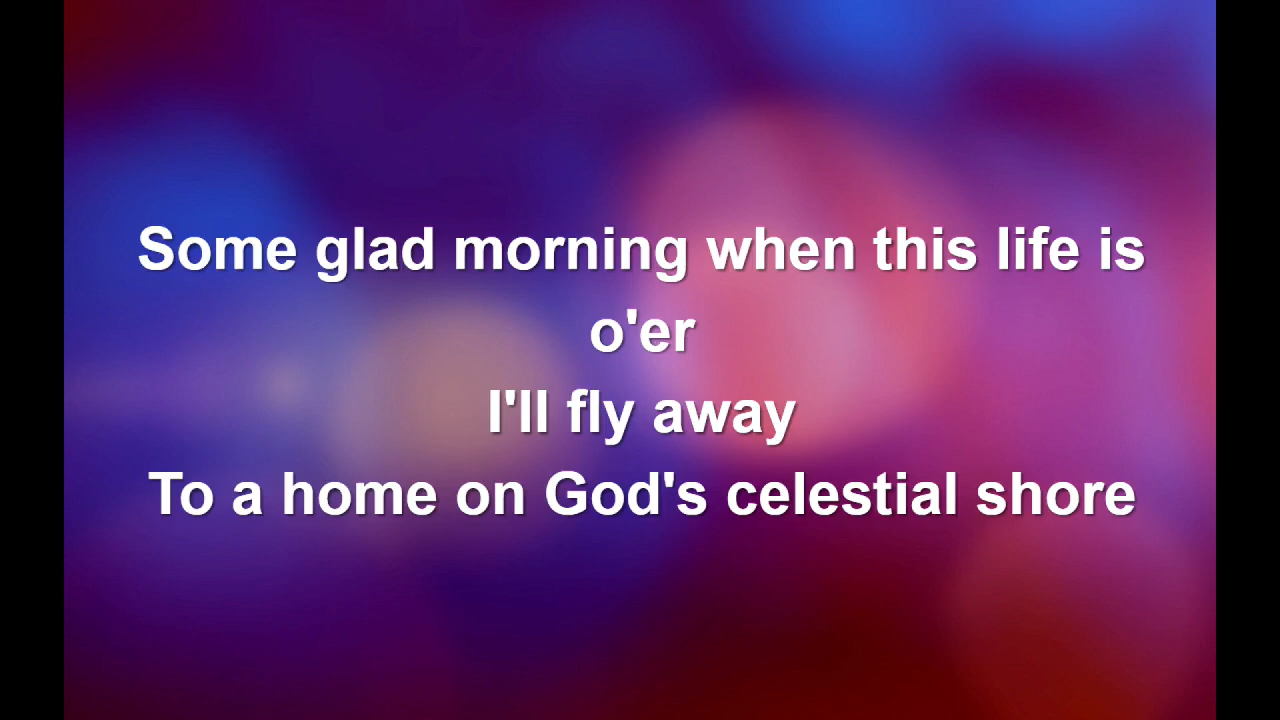 Some glad morning when this life is
o'er
I'll fly away
To a home on God's celestial shore